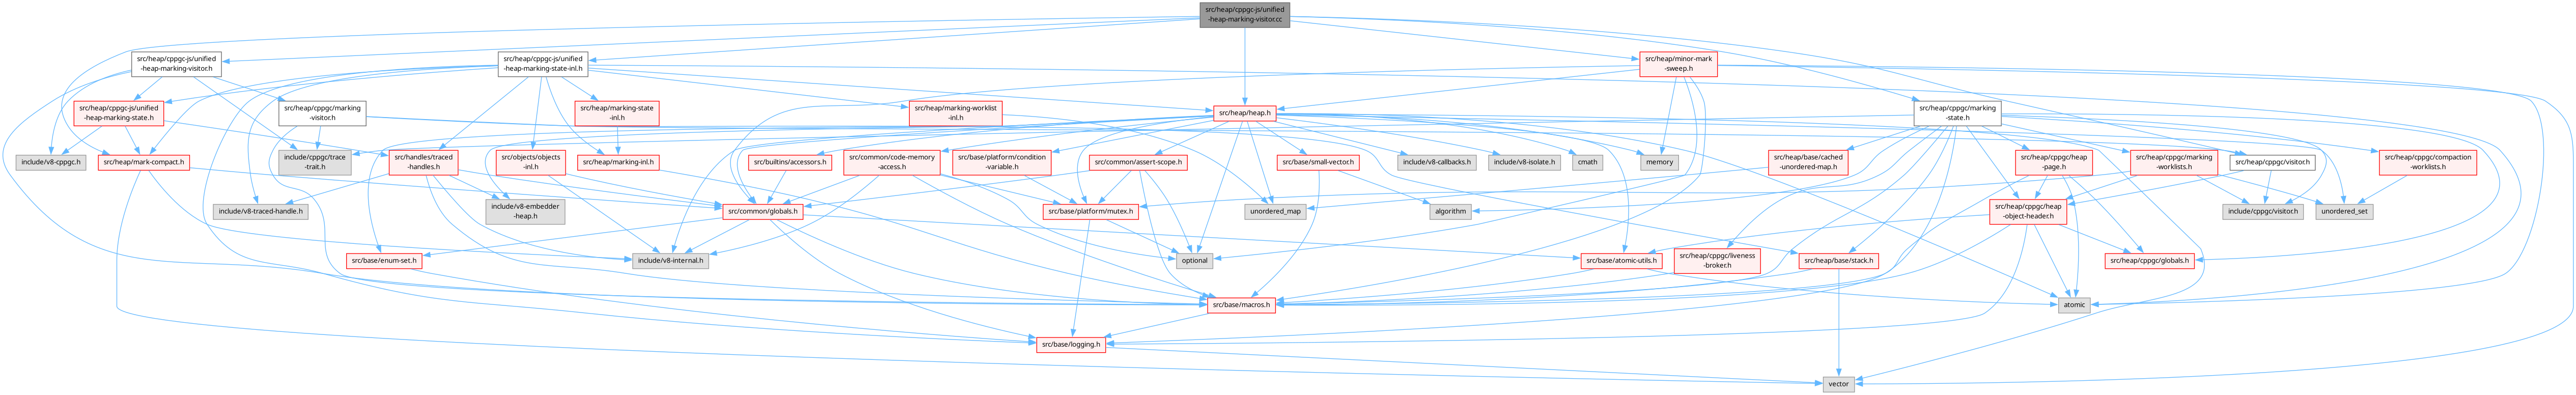 src/heap/cppgc-js/unified
-heap-marking-visitor.cc
src/heap/cppgc-js/unified
-heap-marking-visitor.h
src/heap/cppgc-js/unified
-heap-marking-state-inl.h
src/heap/minor-mark
-sweep.h
src/heap/cppgc-js/unified
-heap-marking-state.h
src/heap/cppgc/marking
-visitor.h
src/heap/marking-state
-inl.h
src/heap/marking-worklist
-inl.h
src/heap/heap.h
src/heap/cppgc/marking
-state.h
include/v8-cppgc.h
src/heap/mark-compact.h
include/cppgc/trace
-trait.h
src/handles/traced
-handles.h
src/objects/objects
-inl.h
src/heap/marking-inl.h
src/builtins/accessors.h
src/common/code-memory
-access.h
src/base/platform/condition
-variable.h
src/common/assert-scope.h
src/base/small-vector.h
include/v8-callbacks.h
include/v8-isolate.h
cmath
memory
src/heap/base/cached
-unordered-map.h
src/heap/cppgc/heap
-page.h
src/heap/cppgc/marking
-worklists.h
src/heap/cppgc/visitor.h
src/heap/cppgc/compaction
-worklists.h
include/v8-traced-handle.h
include/v8-embedder
-heap.h
src/common/globals.h
src/base/platform/mutex.h
unordered_map
algorithm
src/heap/cppgc/heap
-object-header.h
include/cppgc/visitor.h
unordered_set
src/base/enum-set.h
include/v8-internal.h
optional
src/base/atomic-utils.h
src/heap/cppgc/liveness
-broker.h
src/heap/base/stack.h
src/heap/cppgc/globals.h
src/base/macros.h
atomic
src/base/logging.h
vector